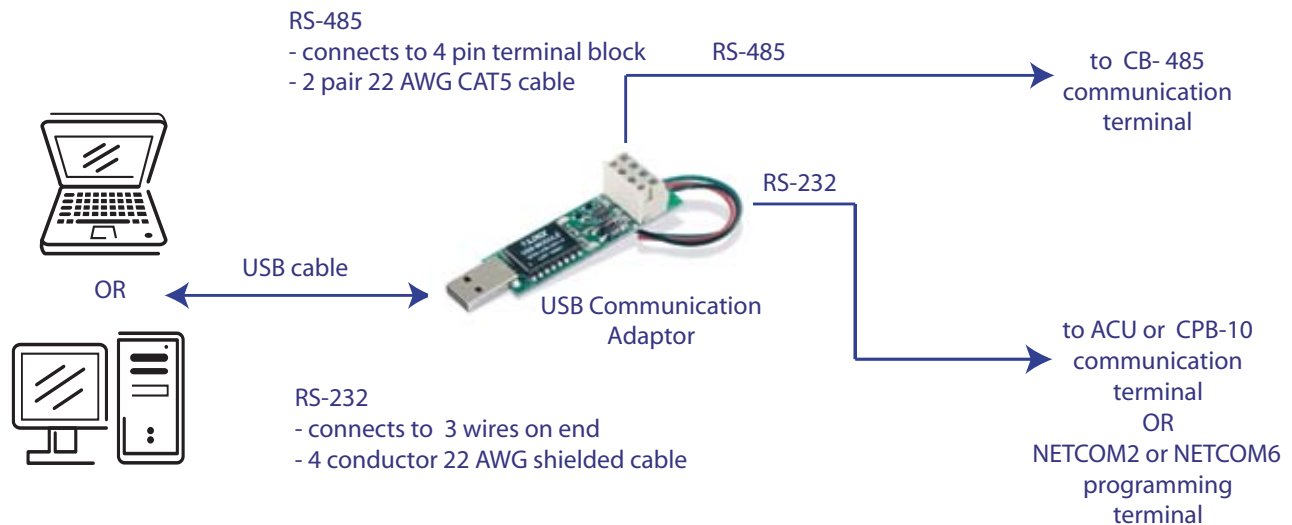 RS-485
- connects to 4 pin terminal block
- 2 pair 22 AWG CAT5 cable
RS-485
to CB- 485
communication
terminal
RS-232
USB cable
OR
USB Communication
Adaptor
to ACU or CPB-10
communication
terminal
OR
NETCOM2 or NETCOM6
programming
terminal
RS-232
- connects to 3 wires on end
- 4 conductor 22 AWG shielded cable